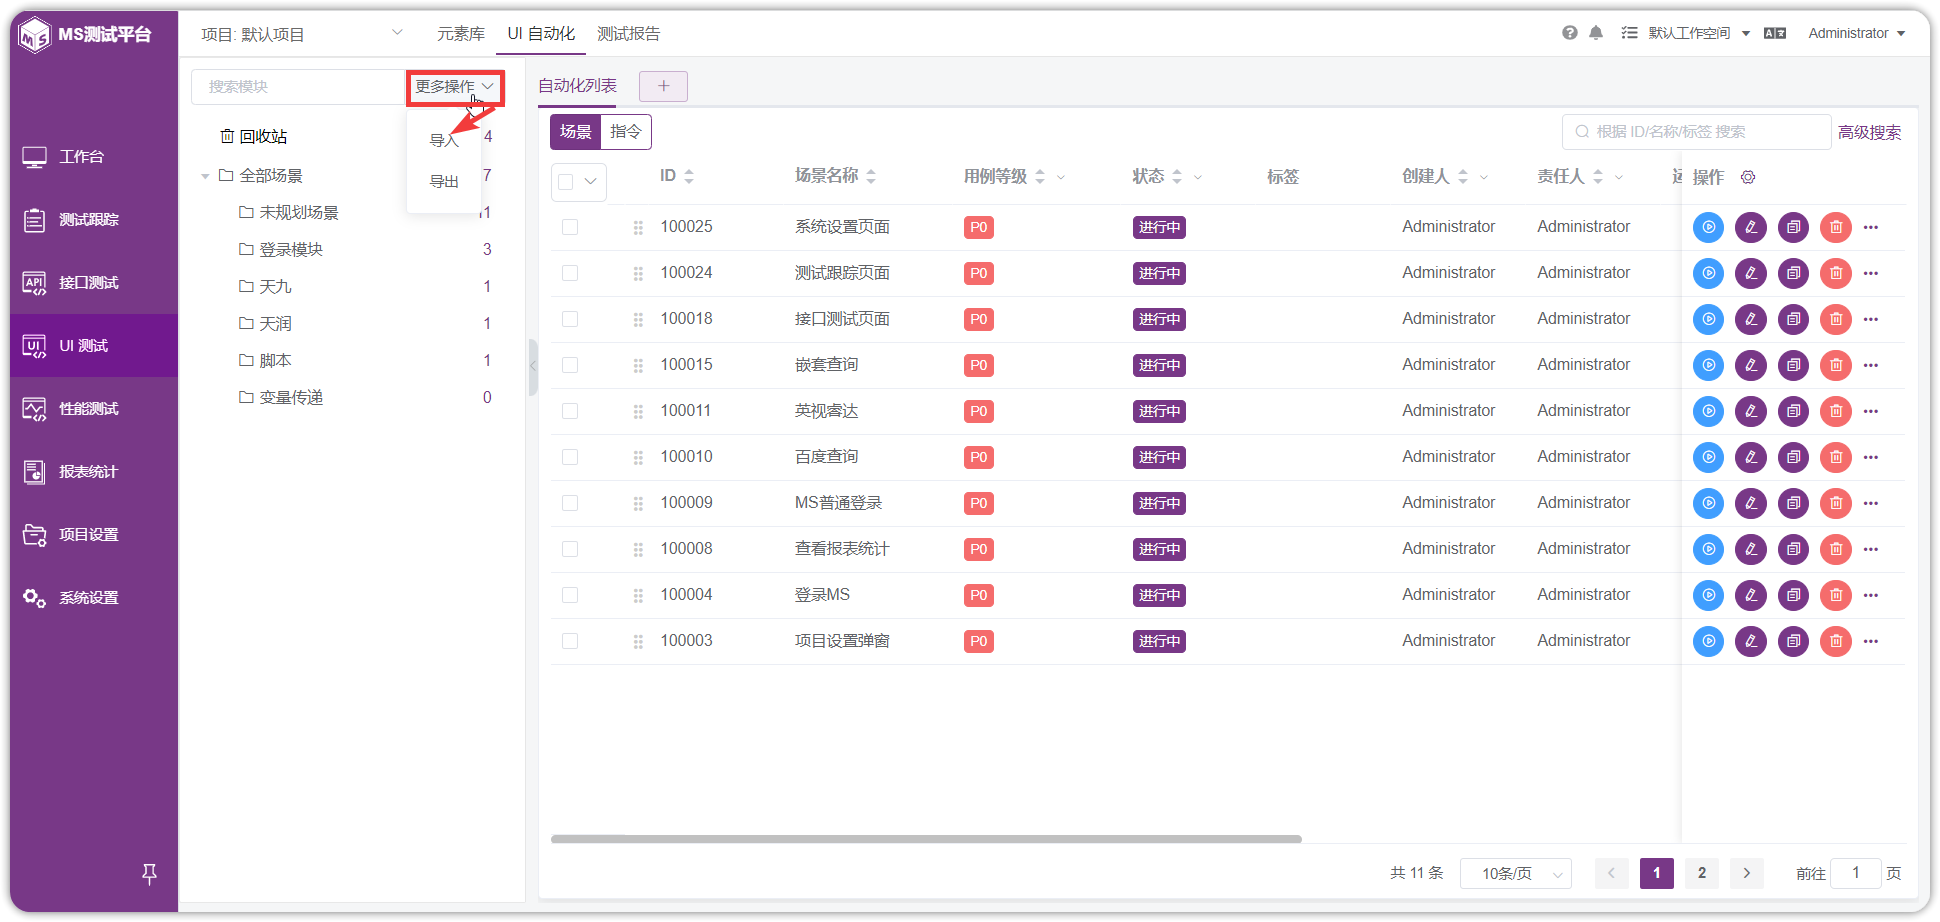 MS测试平台
项目: 默认项目
元素库
UI 自动化
测试报告
默认工作空间
Administrator
工作台
测试跟踪
接口测试
UI 测试
性能测试
报表统计
项目设置
系统设置
搜索模块
更多操作
导入
导出
回收站 4
全部场景 7
未规划场景 11
登录模块 3
天九 1
天润 1
脚本 1
变量传递 0
自动化列表 +
场景 指令
根据 ID/名称/标签 搜索 高级搜索
ID 场景名称 用例等级 状态 标签 创建人 责任人 操作
100025 系统设置页面 P0 进行中 Administrator Administrator
100024 测试跟踪页面 P0 进行中 Administrator Administrator
100018 接口测试页面 P0 进行中 Administrator Administrator
100015 嵌套查询 P0 进行中 Administrator Administrator
100011 英视睿达 P0 进行中 Administrator Administrator
100010 百度查询 P0 进行中 Administrator Administrator
100009 MS普通登录 P0 进行中 Administrator Administrator
100008 查看报表统计 P0 进行中 Administrator Administrator
100004 登录MS P0 进行中 Administrator Administrator
100003 项目设置弹窗 P0 进行中 Administrator Administrator
共 11 条 10条/页 1 2 前往 1 页